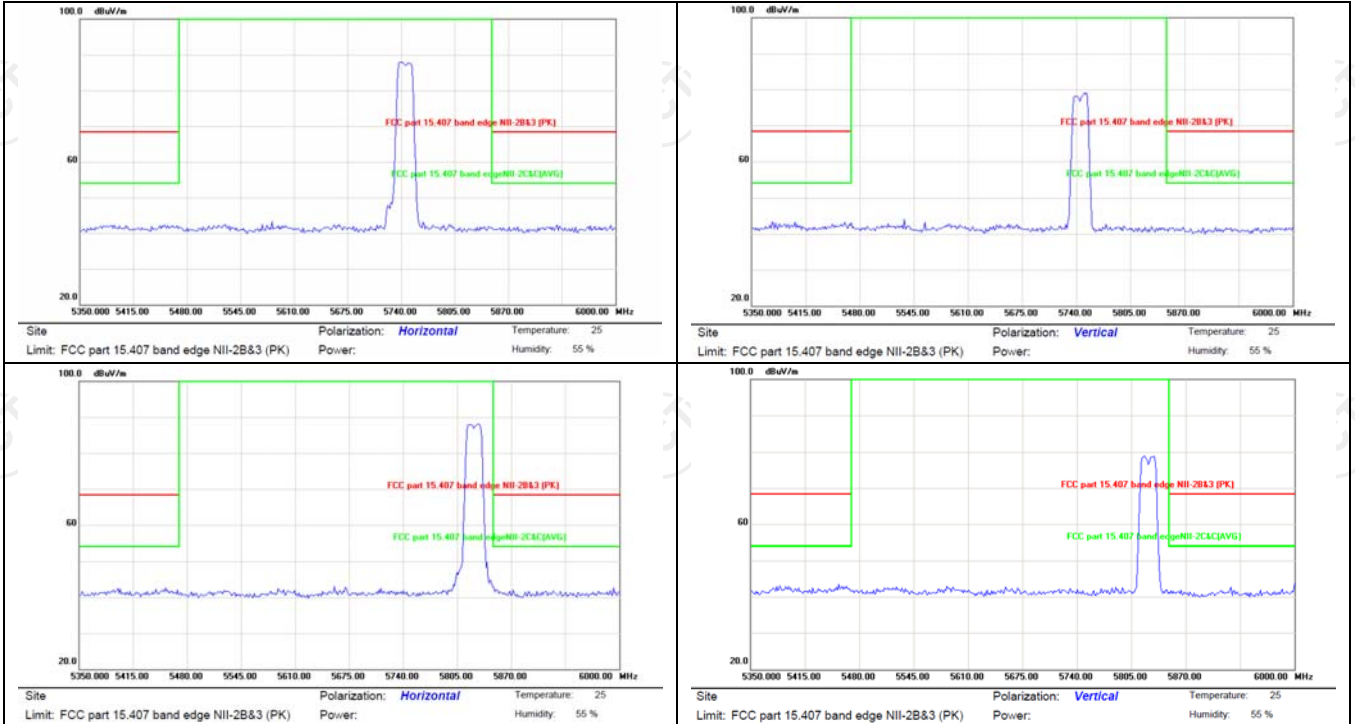 100.0 dBuV/m
FCC part 15.407 band edge NII-2B&3 (PK)
60
FCC part 15.407 band edgeNII-2C&C(AVG)
20.0
5350.000 5415.00 5480.00 5545.00 5610.00 5675.00 5740.00 5805.00 5870.00 6000.00 MHz
Site Polarization: Horizontal Temperature: 25
Limit: FCC part 15.407 band edge NII-2B&3 (PK) Power: Humidity: 55 %
100.0 dBuV/m
FCC part 15.407 band edge NII-2B&3 (PK)
60
FCC part 15.407 band edgeNII-2C&C(AVG)
20.0
5350.000 5415.00 5480.00 5545.00 5610.00 5675.00 5740.00 5805.00 5870.00 6000.00 MHz
Site Polarization: Vertical Temperature: 25
Limit: FCC part 15.407 band edge NII-2B&3 (PK) Power: Humidity: 55 %
100.0 dBuV/m
FCC part 15.407 band edge NII-2B&3 (PK)
60
FCC part 15.407 band edgeNII-2C&C(AVG)
20.0
5350.000 5415.00 5480.00 5545.00 5610.00 5675.00 5740.00 5805.00 5870.00 6000.00 MHz
Site Polarization: Horizontal Temperature: 25
Limit: FCC part 15.407 band edge NII-2B&3 (PK) Power: Humidity: 55 %
100.0 dBuV/m
FCC part 15.407 band edge NII-2B&3 (PK)
60
FCC part 15.407 band edgeNII-2C&C(AVG)
20.0
5350.000 5415.00 5480.00 5545.00 5610.00 5675.00 5740.00 5805.00 5870.00 6000.00 MHz
Site Polarization: Vertical Temperature: 25
Limit: FCC part 15.407 band edge NII-2B&3 (PK) Power: Humidity: 55 %